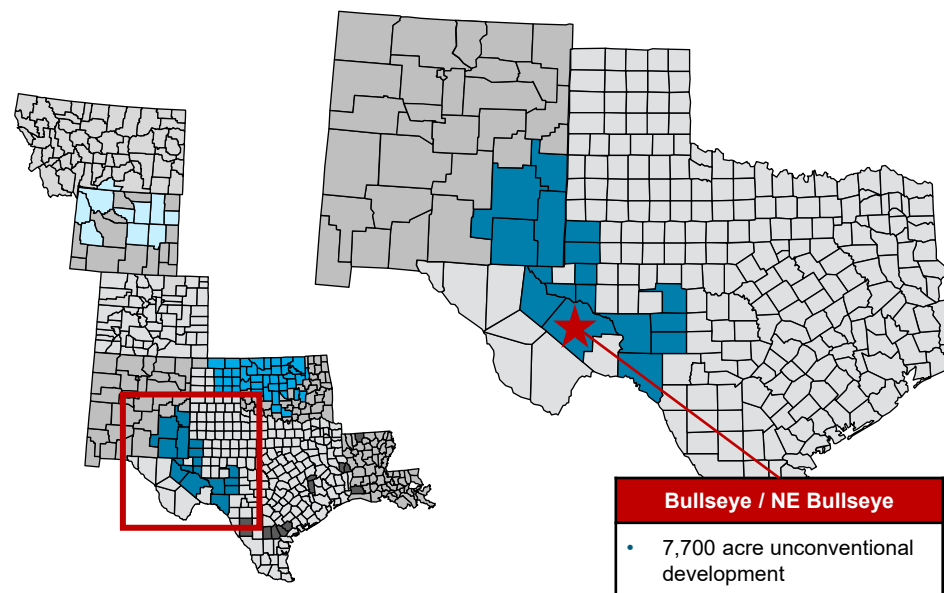 Bullseye / NE Bullseye
• 7,700 acre unconventional
development